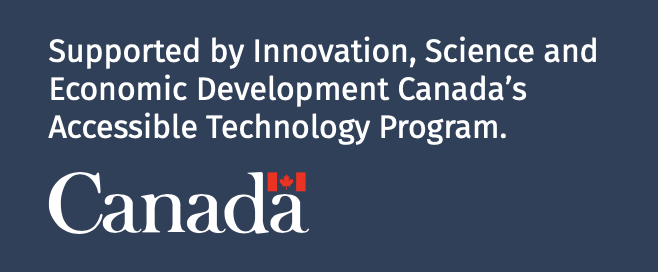 Supported by Innovation, Science and
Economic Development Canada’s
Accessible Technology Program.
Canada